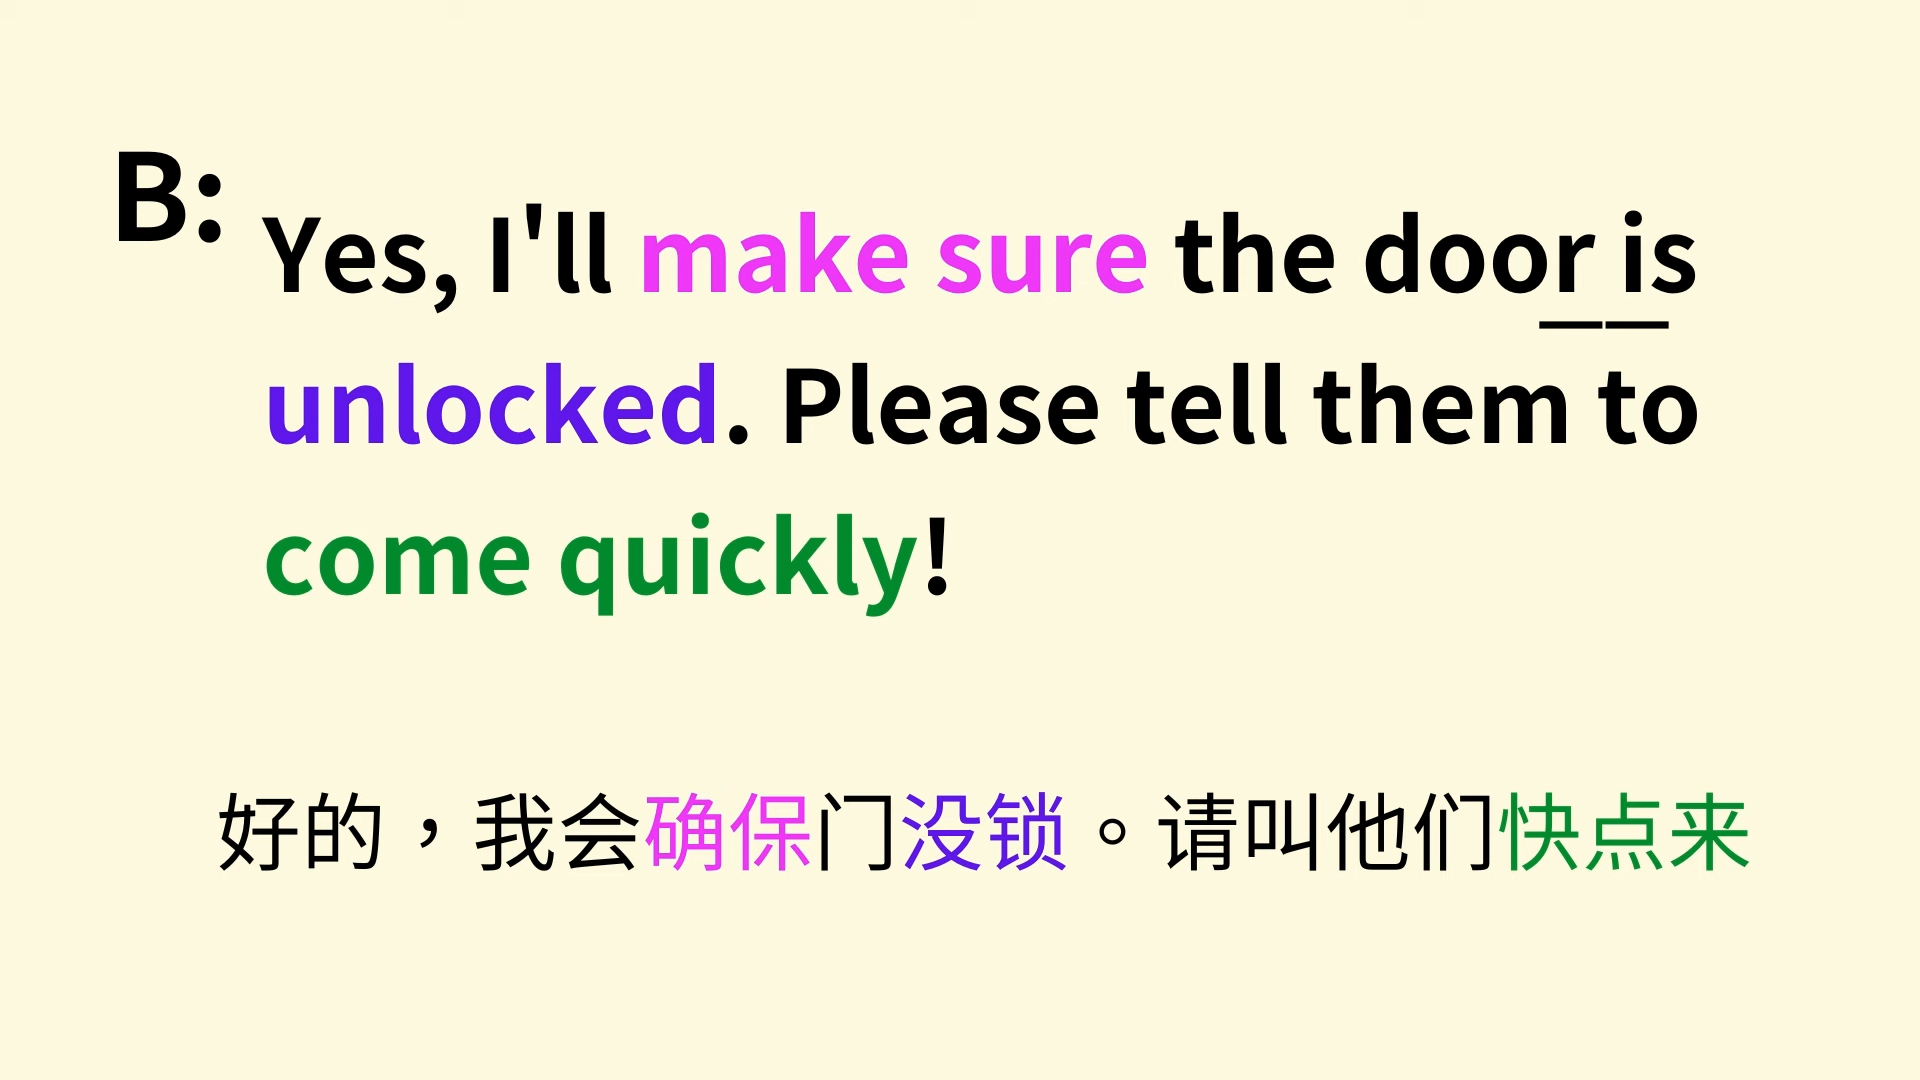 B:
Yes, I'll make sure the door is
unlocked. Please tell them to
come quickly!
好的，我会确保门没锁。请叫他们快点来